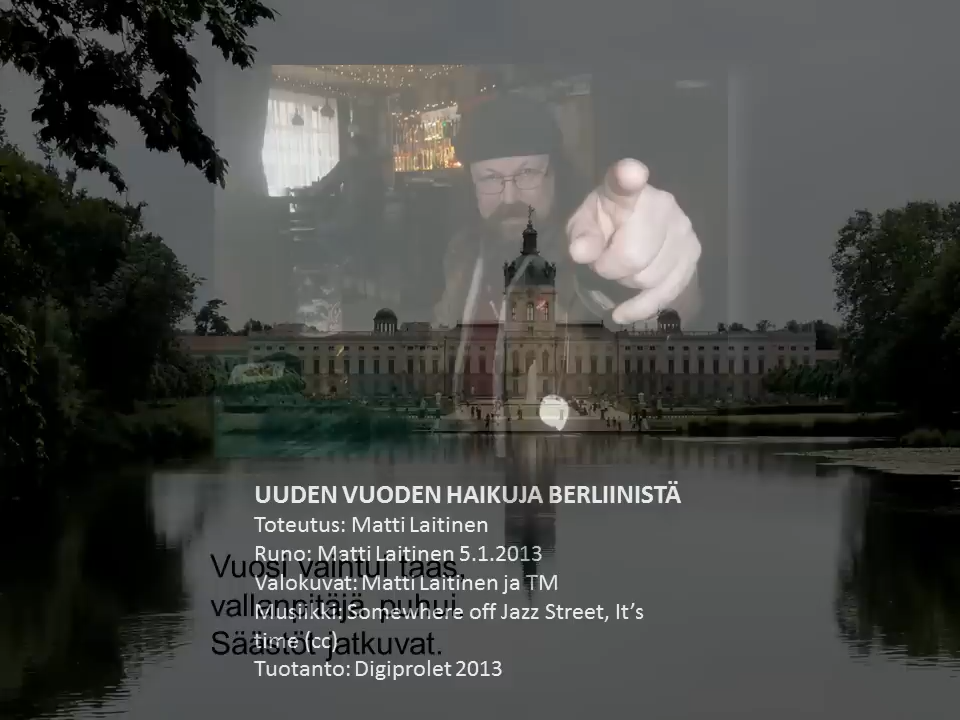 UUDEN VUODEN HAIKUJA BERLIINISTÄ
Toteutus: Matti Laitinen
Runo: Matti Laitinen 5.1.2013
Valokuvat: Matti Laitinen ja TM
Musiikki: Somewhere off Jazz Street, It’s
time (cc)
Tuotanto: Digiprolet 2013
Vuosi vaihtui taas,
vallanpitäjä puhui.
Säästöt jatkuvat.